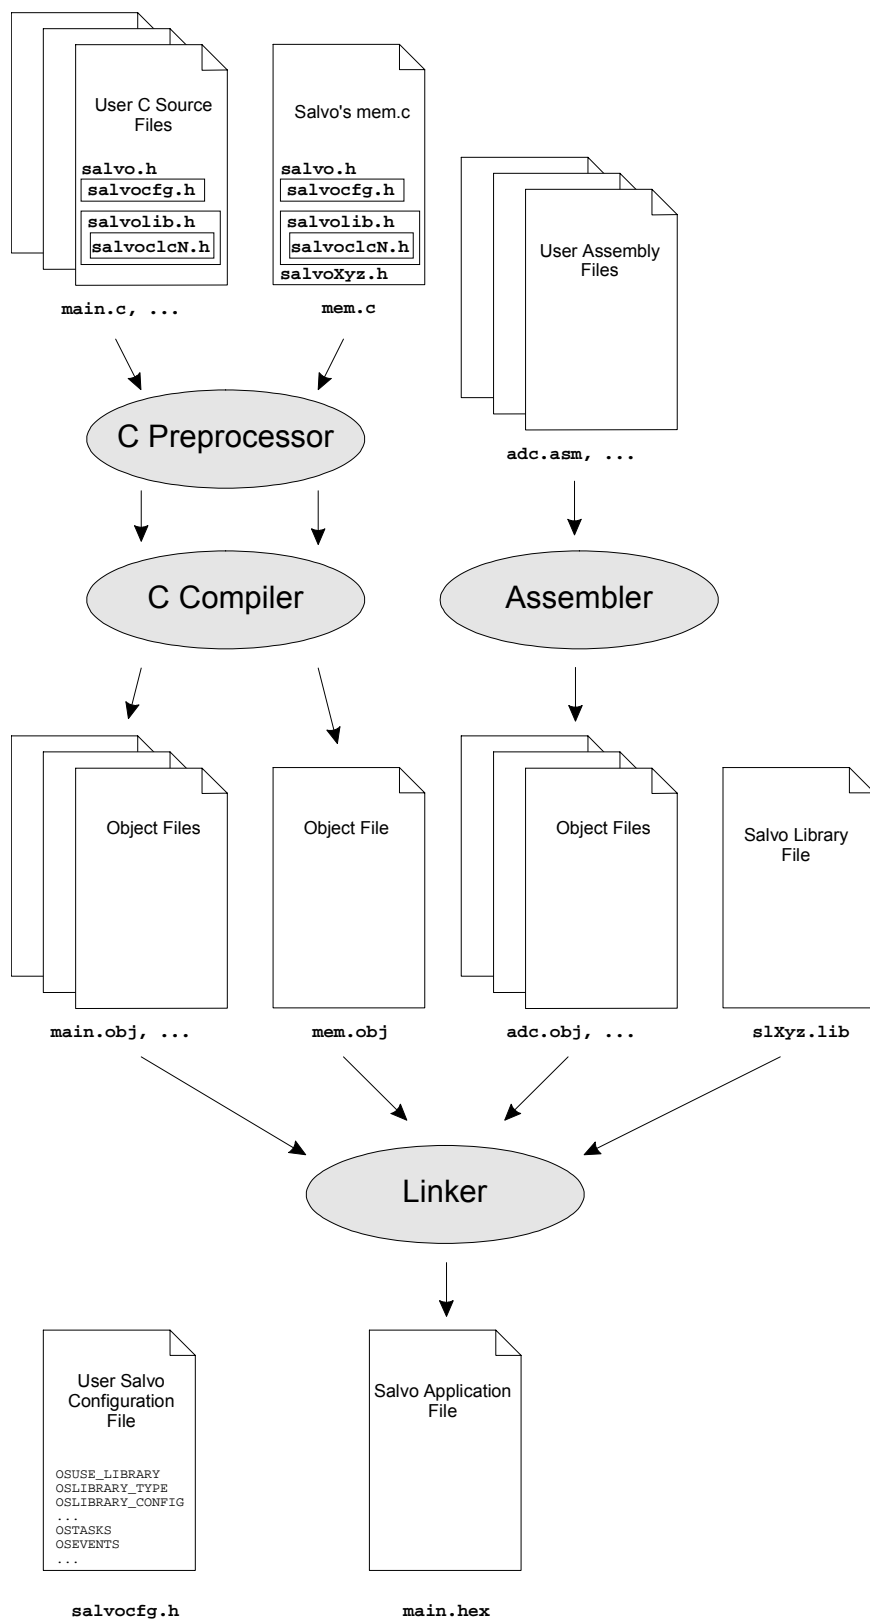 User C Source
Files
salvo.h
salvocfg.h
salvolib.h
salvoclcN.h
main.c, ...
Salvo's mem.c
salvo.h
salvocfg.h
salvolib.h
salvoclcN.h
salvoXyz.h
mem.c
User Assembly
Files
adc.asm, ...
C Preprocessor
C Compiler
Assembler
Object Files
main.obj, ...
Object File
mem.obj
Object Files
adc.obj, ...
Salvo Library
File
slXyz.lib
Linker
User Salvo
Configuration
File
OSUSE_LIBRARY
OSLIBRARY_TYPE
OSLIBRARY_CONFIG
...
OSTASKS
OSEVENTS
...
salvocfg.h
Salvo Application
File
main.hex